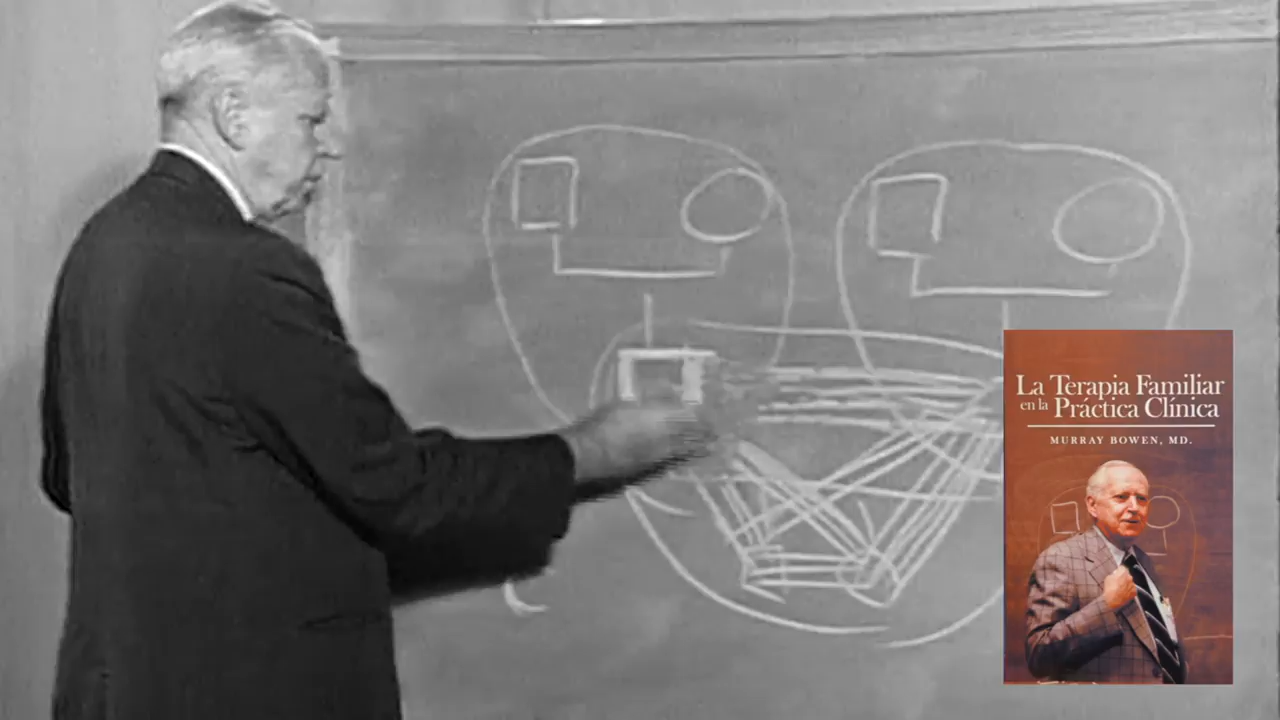 La Terapia Familiar
en la Práctica Clínica
MURRAY BOWEN, MD.